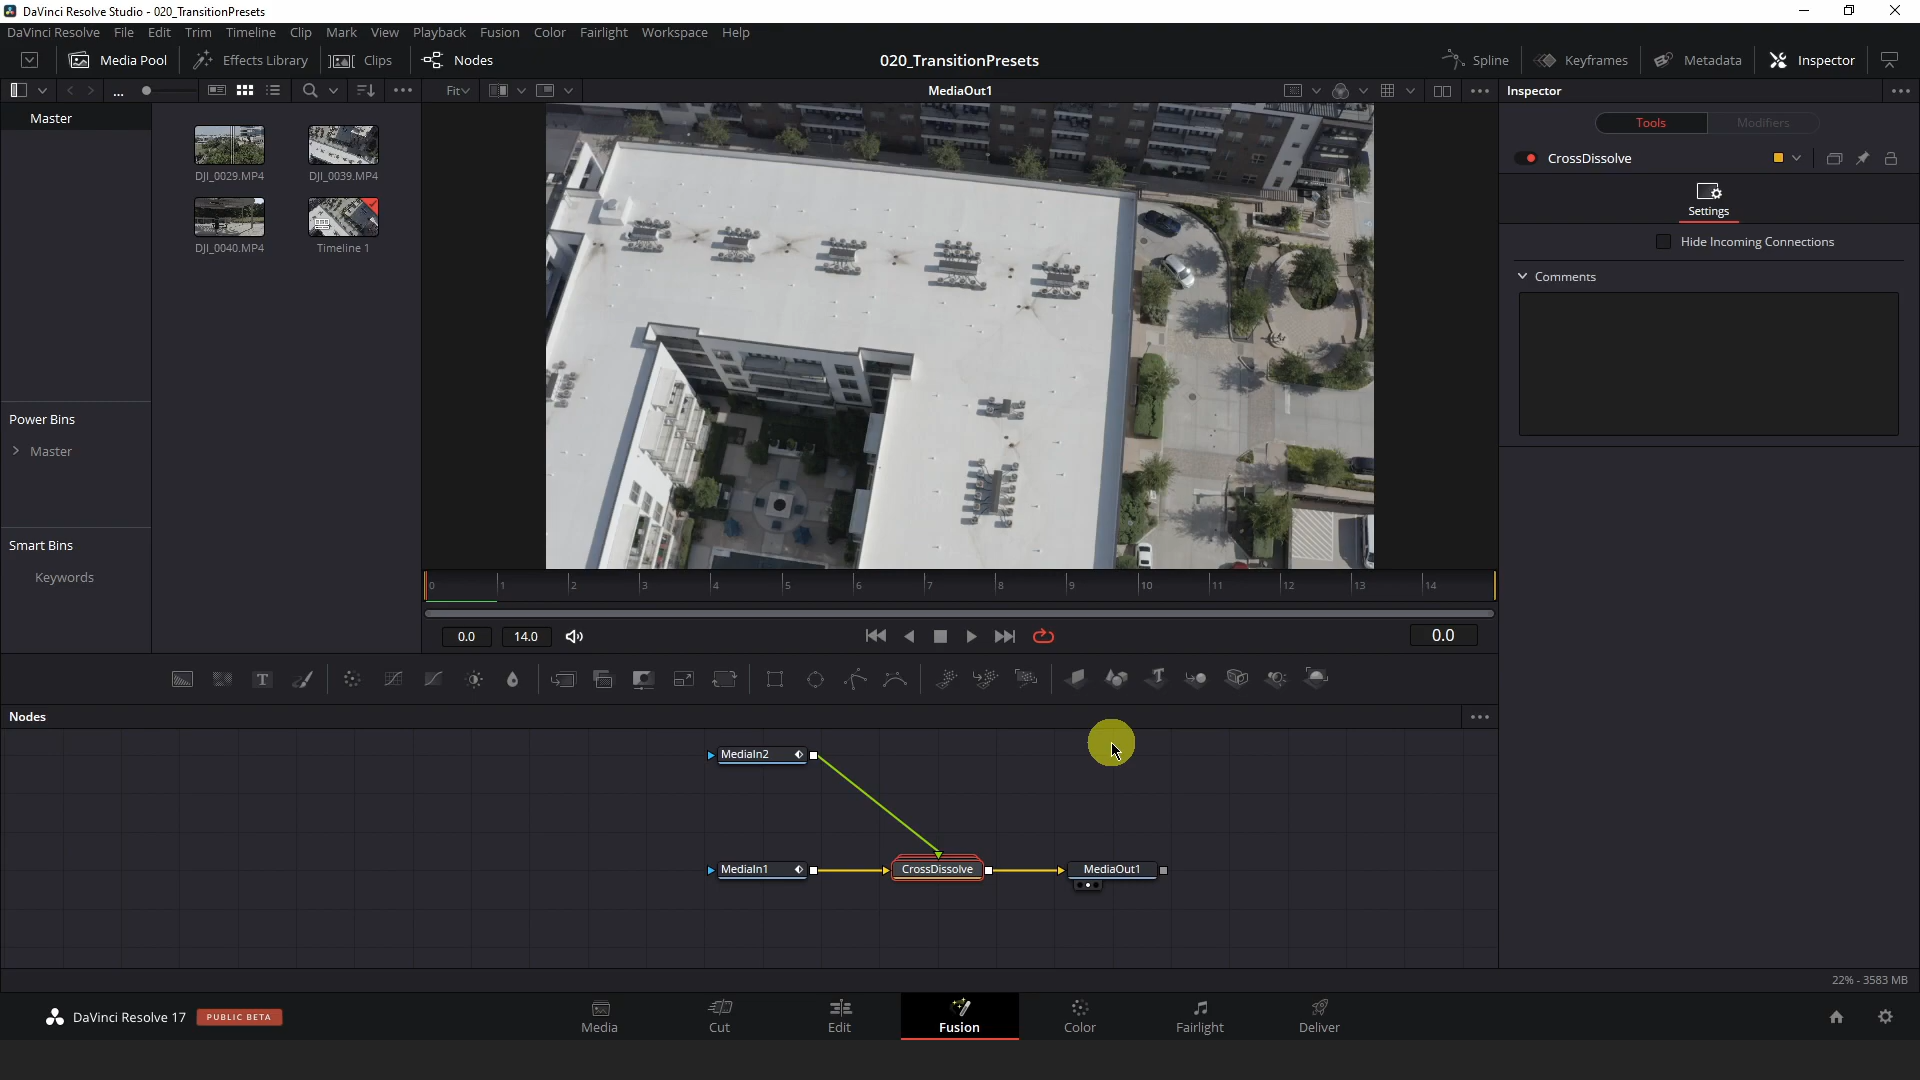 DaVinci Resolve Studio - 020_TransitionPresets
DaVinci Resolve File Edit Trim Timeline Clip Mark View Playback Fusion Color Fairlight Workspace Help
Media Pool Effects Library Clips Nodes 020_TransitionPresets Spline Keyframes Metadata Inspector
... Fit MediaOut1 Inspector
Master
Tools Modifiers
CrossDissolve
DJI_0029.MP4 DJI_0039.MP4
Settings
DJI_0040.MP4 Timeline 1
Hide Incoming Connections
Comments
Power Bins
Master
Smart Bins
Keywords
0 1 2 3 4 5 6 7 8 9 10 11 12 13 14
0.0 14.0 0.0
T
Nodes
MediaIn2
MediaIn1 CrossDissolve MediaOut1
22% - 3583 MB
DaVinci Resolve 17 PUBLIC BETA
Media Cut Edit Fusion Color Fairlight Deliver